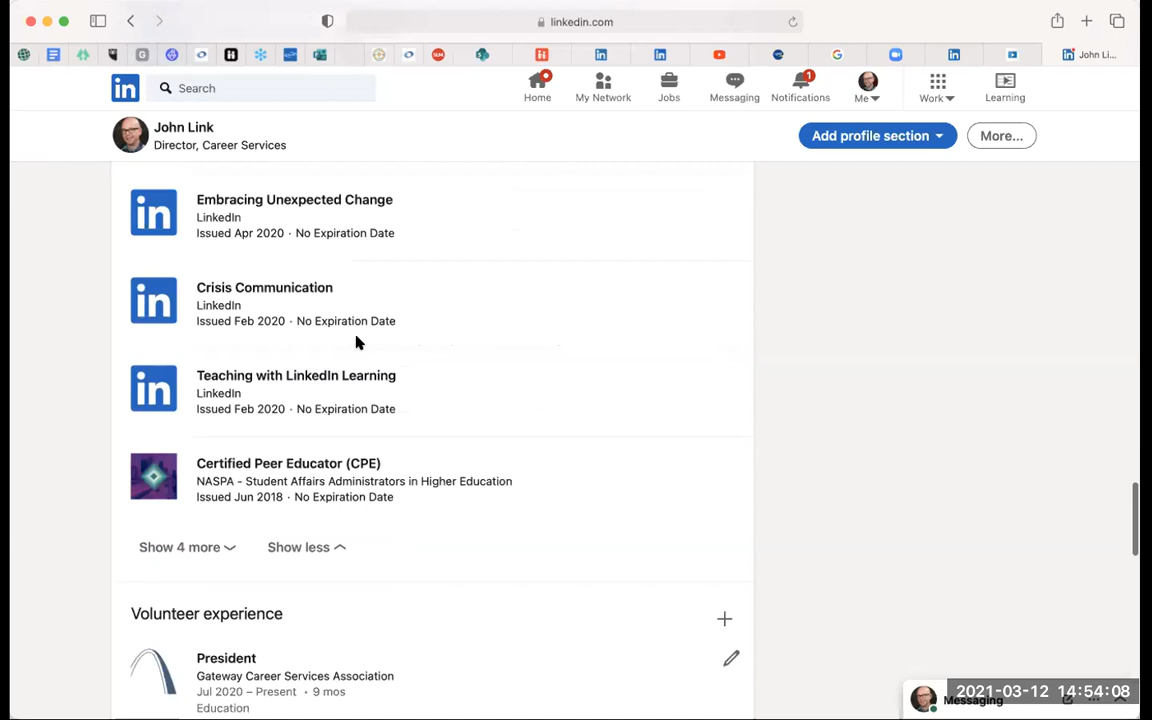 linkedin.com
John Li...
in
Search
Home
My Network
Jobs
Messaging
1
Notifications
Me
Work
Learning
John Link
Director, Career Services
Add profile section
More...
in
Embracing Unexpected Change
LinkedIn
Issued Apr 2020 · No Expiration Date
in
Crisis Communication
LinkedIn
Issued Feb 2020 · No Expiration Date
in
Teaching with LinkedIn Learning
LinkedIn
Issued Feb 2020 · No Expiration Date
Certified Peer Educator (CPE)
NASPA - Student Affairs Administrators in Higher Education
Issued Jun 2018 · No Expiration Date
Show 4 more
Show less
Volunteer experience
President
Gateway Career Services Association
Jul 2020 – Present • 9 mos
Education
Messaging
2021-03-12 14:54:08